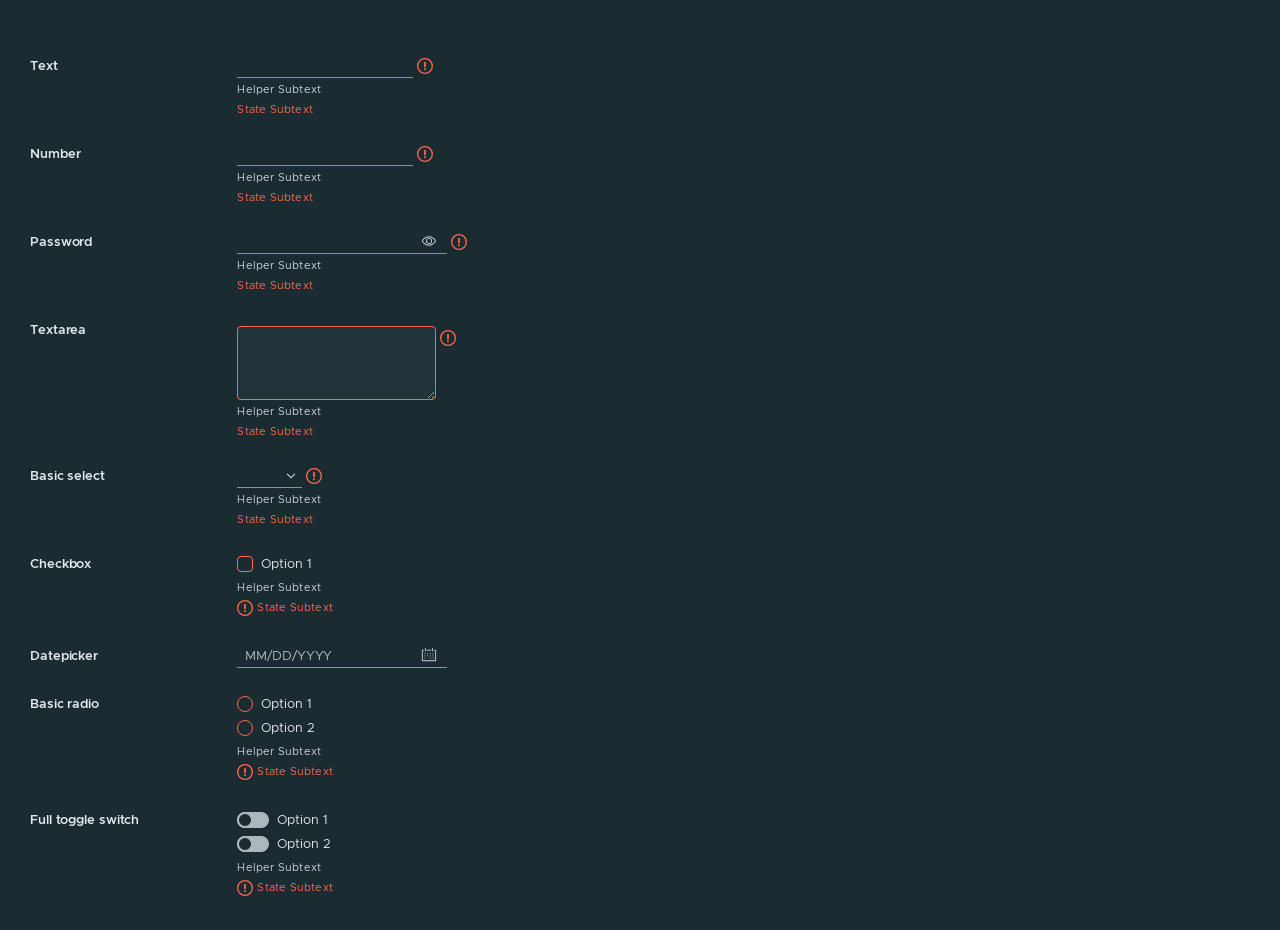 Text
Helper Subtext
State Subtext
Number
Helper Subtext
State Subtext
Password
Helper Subtext
State Subtext
Textarea
Helper Subtext
State Subtext
Basic select
Helper Subtext
State Subtext
Checkbox Option 1
Helper Subtext
State Subtext
Datepicker MM/DD/YYYY
Basic radio Option 1
Option 2
Helper Subtext
State Subtext
Full toggle switch Option 1
Option 2
Helper Subtext
State Subtext